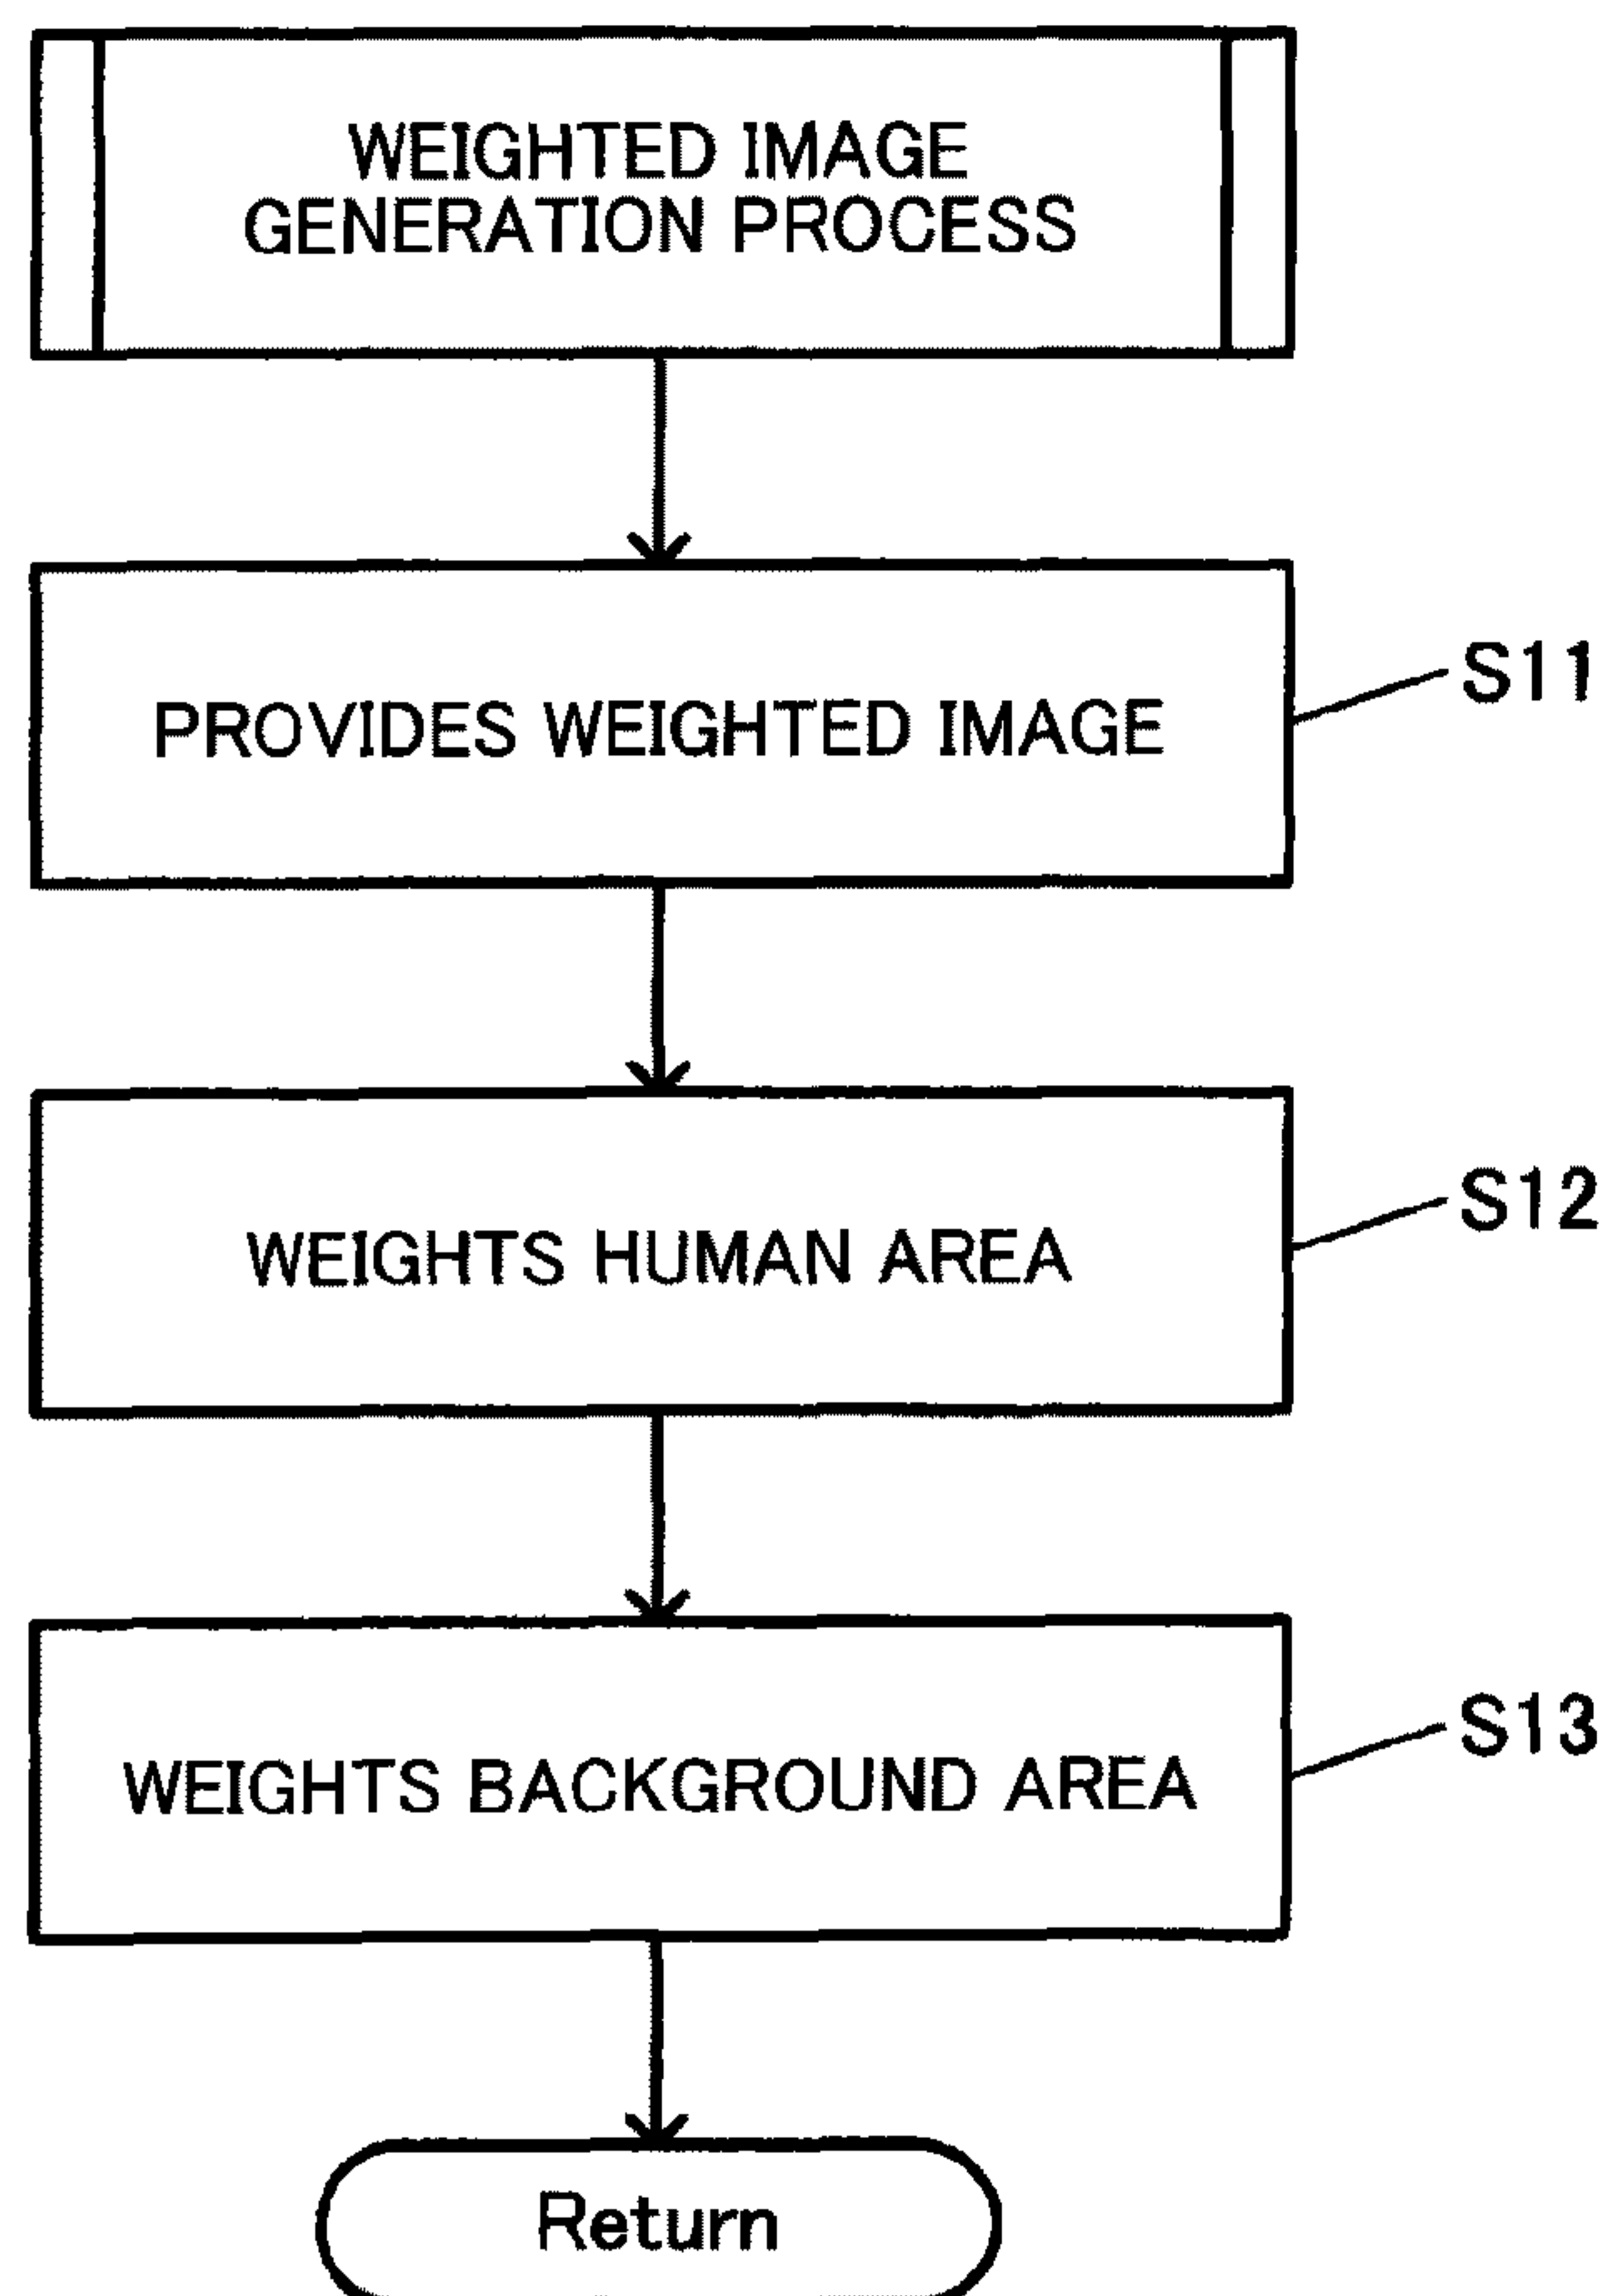 WEIGHTED IMAGE
GENERATION PROCESS
PROVIDES WEIGHTED IMAGE
S11
WEIGHTS HUMAN AREA
S12
WEIGHTS BACKGROUND AREA
S13
Return